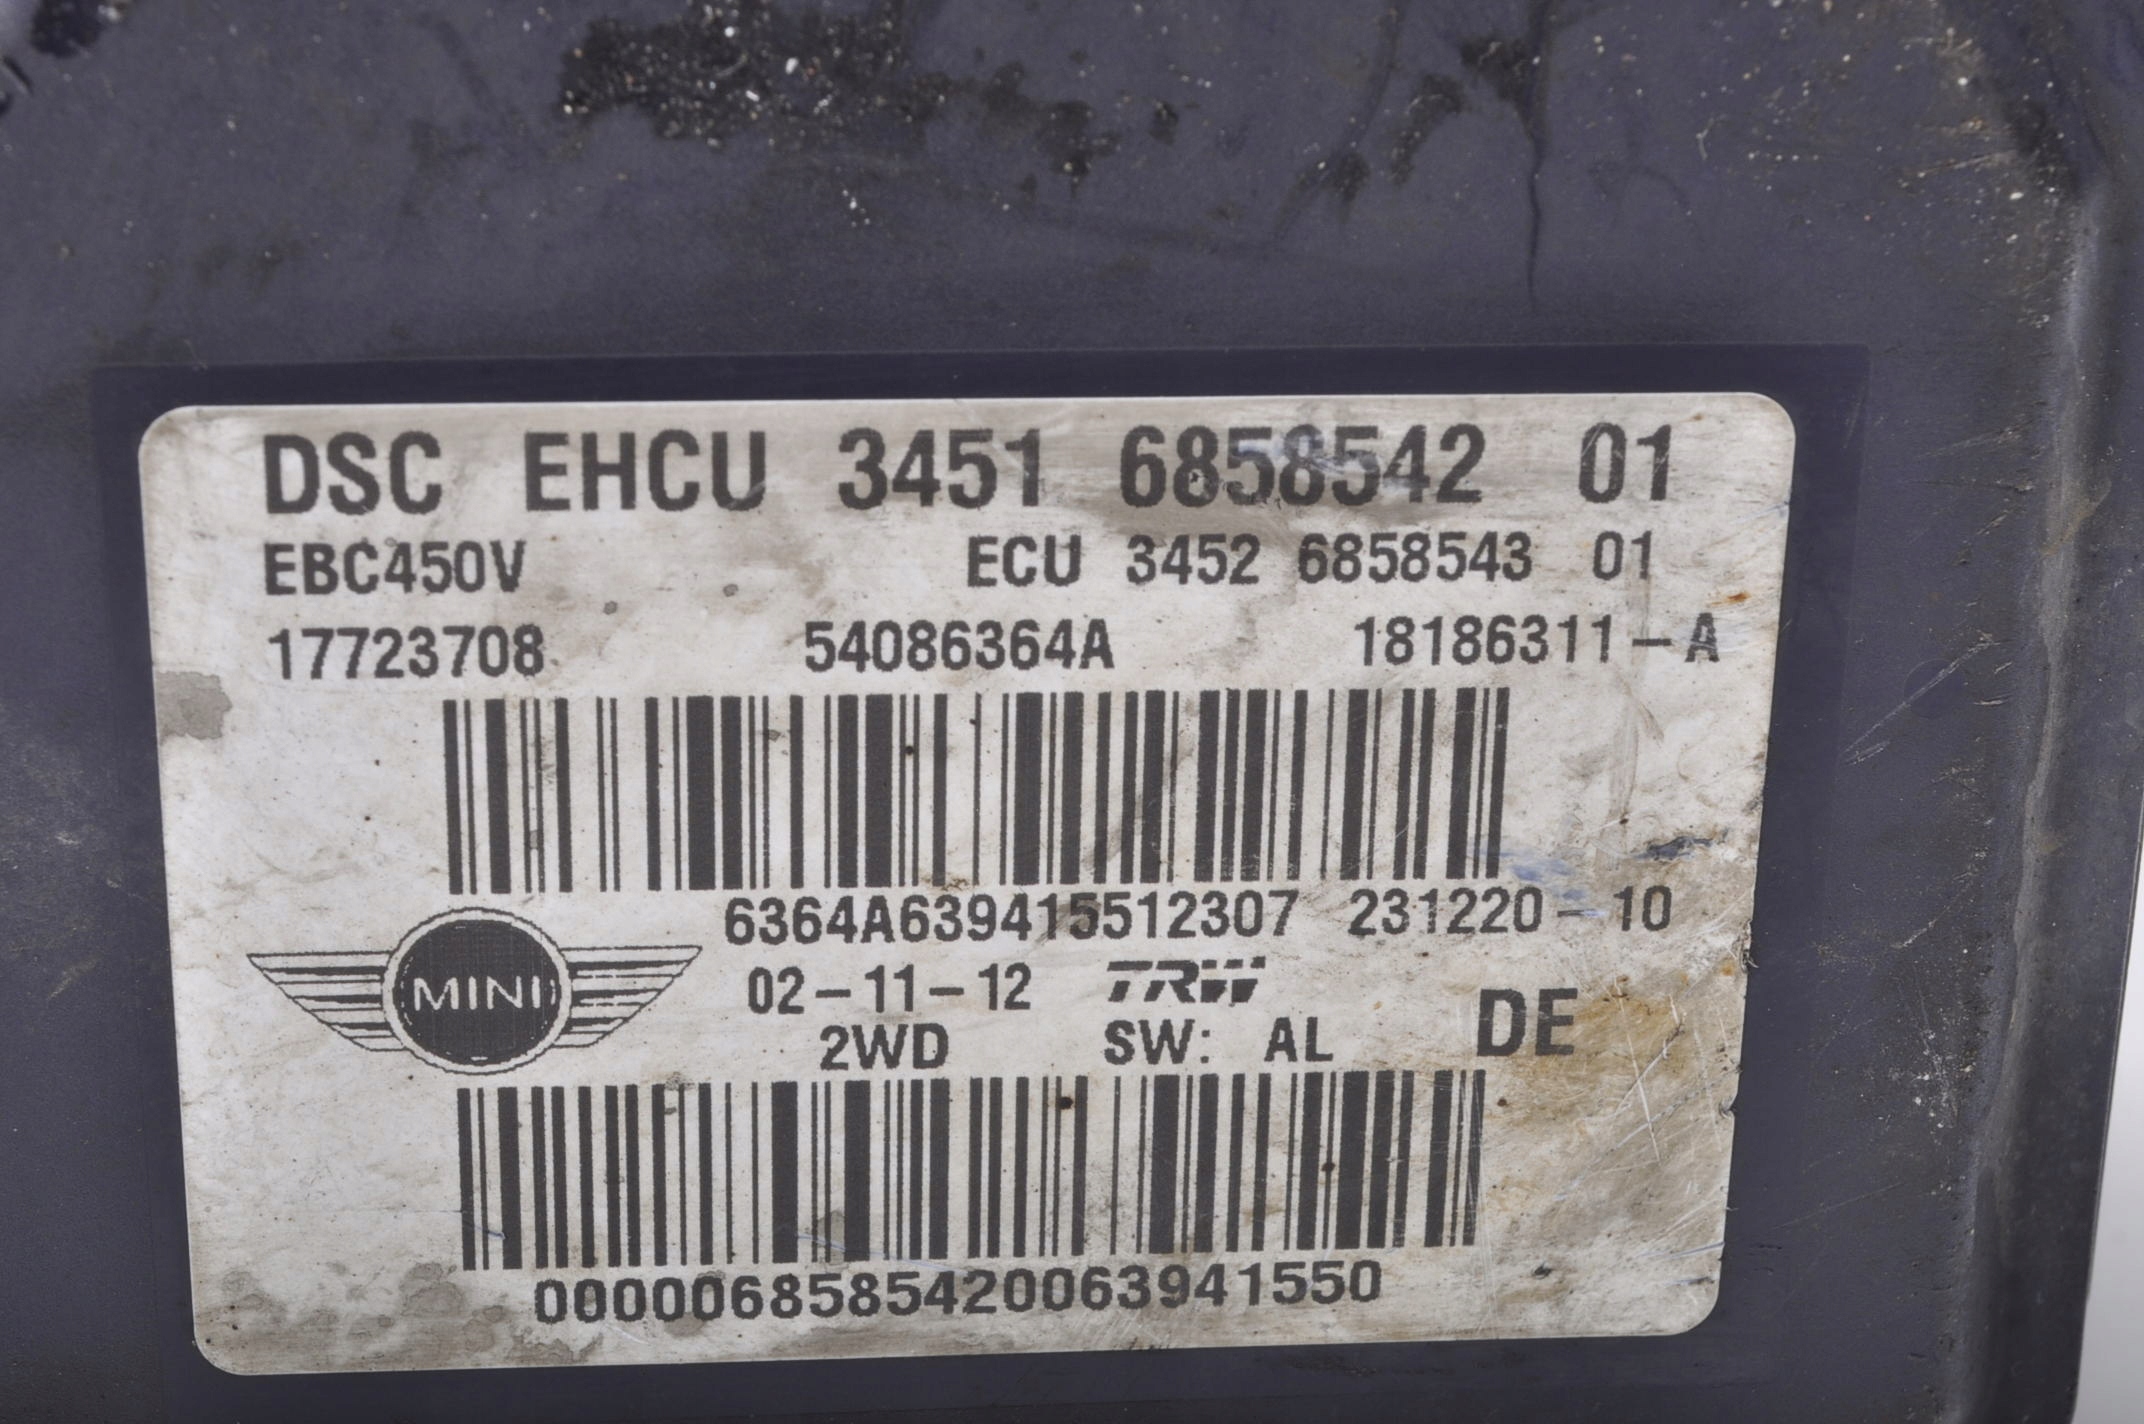 DSC EHCU 3451 6858542 01
EBC450V ECU 3452 6858543 01
17723708 54086364A 18186311-A
6364A639415512307 231220-10
MINI 02-11-12 TRW DE
2WD SW: AL
0000068585420063941550